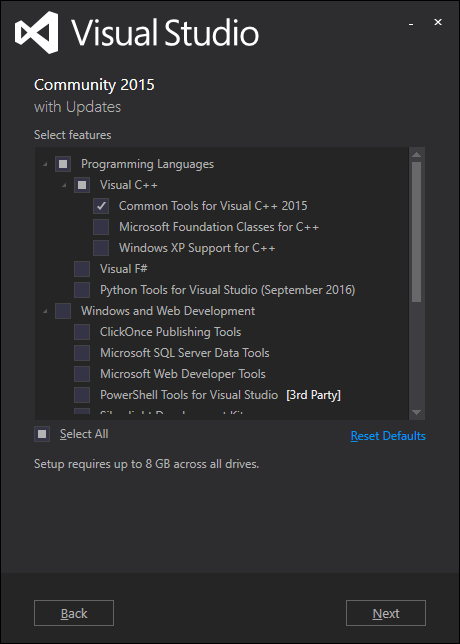 Visual Studio
Community 2015
with Updates
Select features
Programming Languages
Visual C++
Common Tools for Visual C++ 2015
Microsoft Foundation Classes for C++
Windows XP Support for C++
Visual F#
Python Tools for Visual Studio (September 2016)
Windows and Web Development
ClickOnce Publishing Tools
Microsoft SQL Server Data Tools
Microsoft Web Developer Tools
PowerShell Tools for Visual Studio [3rd Party]
Select All
Reset Defaults
Setup requires up to 8 GB across all drives.
Back
Next